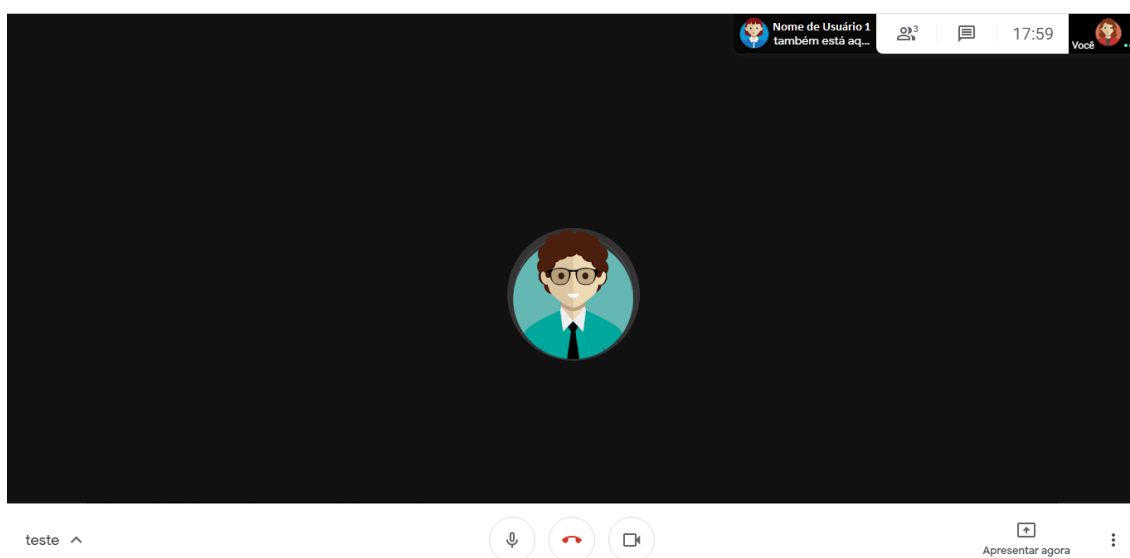 Nome de Usuário 1
também está aq...
3
17:59
Você
teste
Apresentar agora